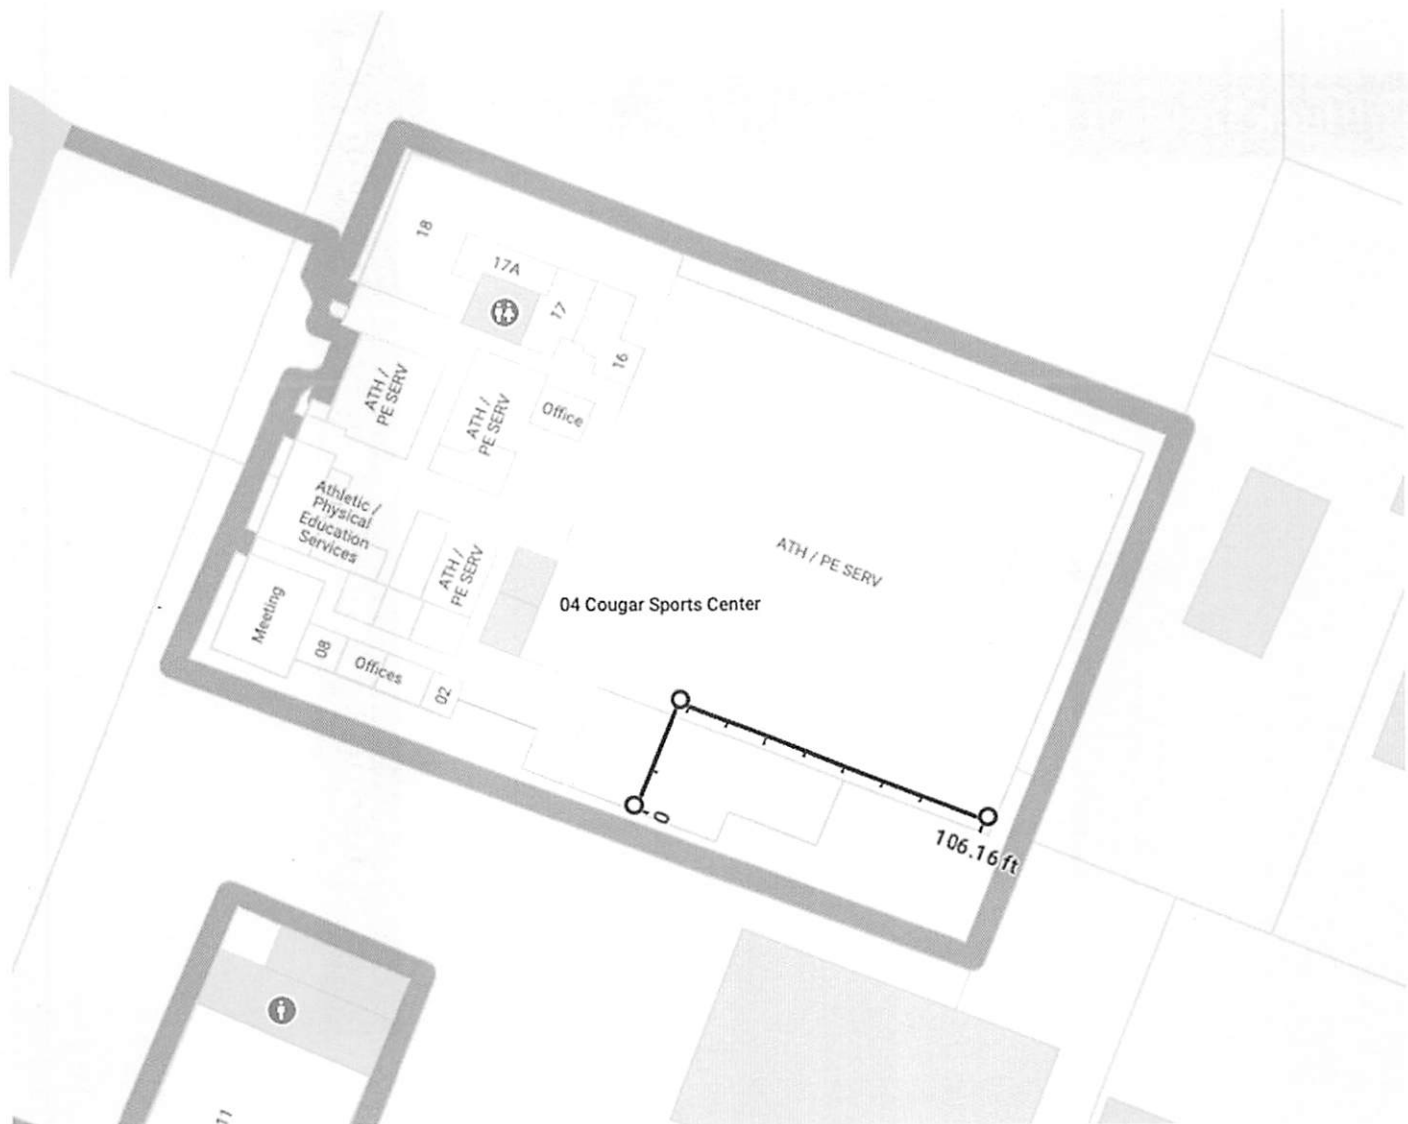 18
17A
17
16
ATH /
PE SERV
ATH /
PE SERV
Office
Athletic /
Physical
Education
Services
ATH /
PE SERV
ATH / PE SERV
04 Cougar Sports Center
Meeting
08
Offices
02
0
106.16 ft
11